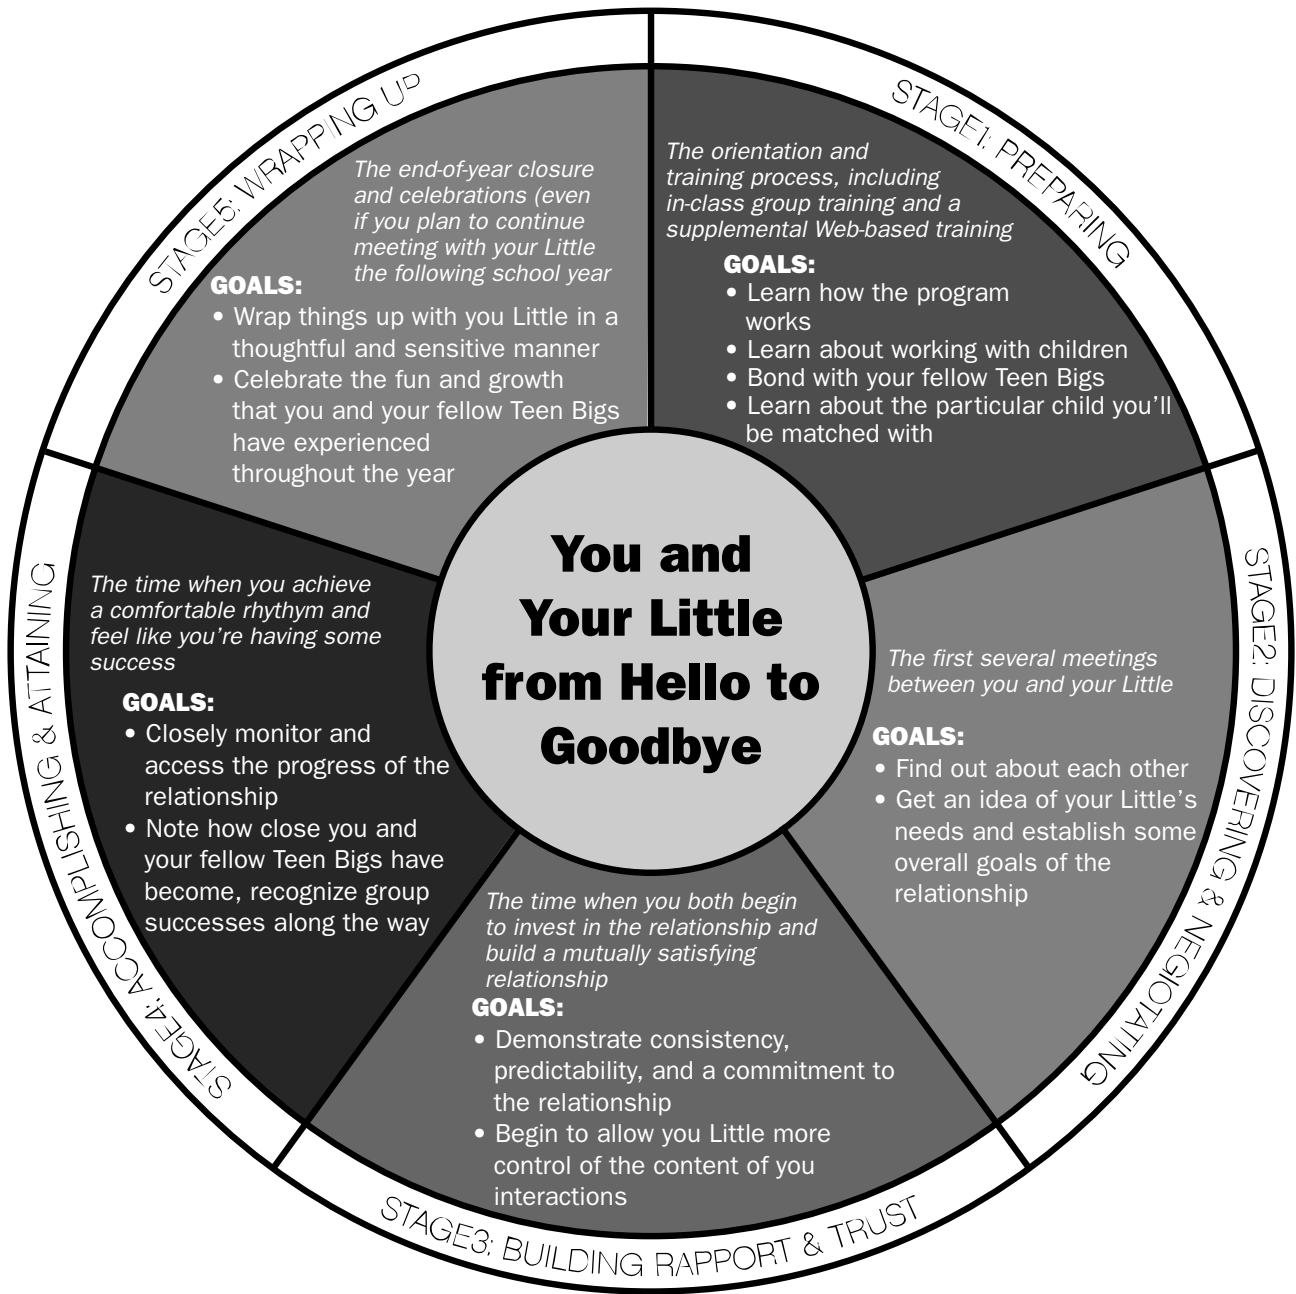 You and
Your Little
from Hello to
Goodbye
STAGE1: PREPARING
The orientation and
training process, including
in-class group training and a
supplemental Web-based training
GOALS:
• Learn how the program
works
• Learn about working with children
• Bond with your fellow Teen Bigs
• Learn about the particular child you'll
be matched with
STAGE2: DISCOVERING & NEGIOTATING
The first several meetings
between you and your Little
GOALS:
• Find out about each other
• Get an idea of your Little's
needs and establish some
overall goals of the
relationship
STAGE3: BUILDING RAPPORT & TRUST
The time when you both begin
to invest in the relationship and
build a mutually satisfying
relationship
GOALS:
• Demonstrate consistency,
predictability, and a commitment to
the relationship
• Begin to allow you Little more
control of the content of you
interactions
STAGE4: ACCOMPLISHING & ATTAINING
The time when you achieve
a comfortable rhythym and
feel like you're having some
success
GOALS:
• Closely monitor and
access the progress of the
relationship
• Note how close you and
your fellow Teen Bigs have
become, recognize group
successes along the way
STAGE5: WRAPPING UP
The end-of-year closure
and celebrations (even
if you plan to continue
meeting with your Little
the following school year
GOALS:
• Wrap things up with you Little in a
thoughtful and sensitive manner
• Celebrate the fun and growth
that you and your fellow Teen Bigs
have experienced
throughout the year